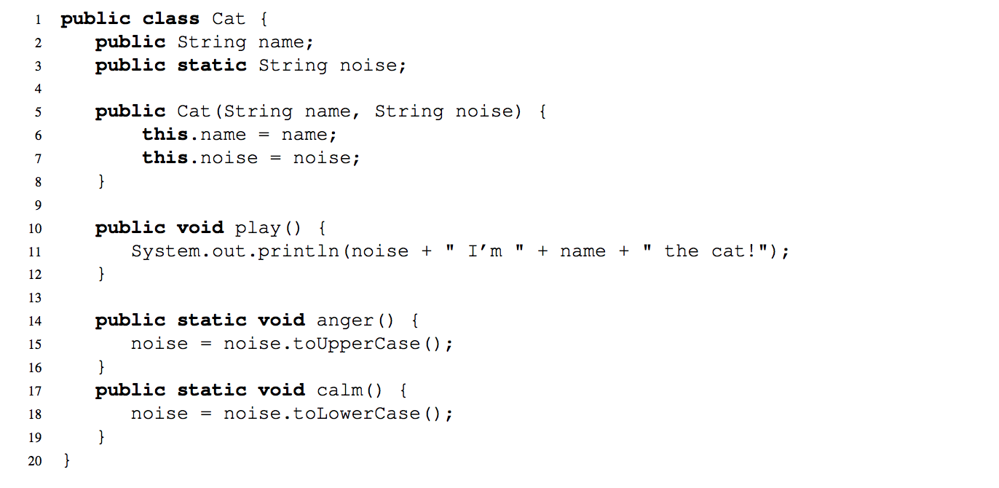 1 public class Cat {
2 public String name;
3 public static String noise;
4
5 public Cat(String name, String noise) {
6 this.name = name;
7 this.noise = noise;
8 }
9
10 public void play() {
11 System.out.println(noise + " I'm " + name + " the cat!");
12 }
13
14 public static void anger() {
15 noise = noise.toUpperCase();
16 }
17 public static void calm() {
18 noise = noise.toLowerCase();
19 }
20 }